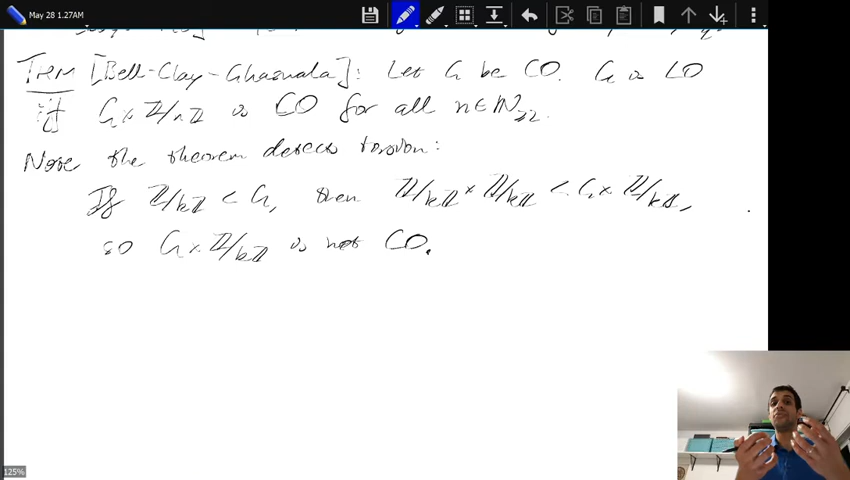 May 28 1.27AM
THM [Bell-Clay-Ghaswala]: Let G be CO. G is LO
iff G × ℤ/nℤ is CO for all n∈ℕ≥2.
Note the theorem detects torsion:
If ℤ/kℤ < G, then ℤ/kℤ × ℤ/kℤ < G × ℤ/kℤ,
so G × ℤ/kℤ is not CO.
125%